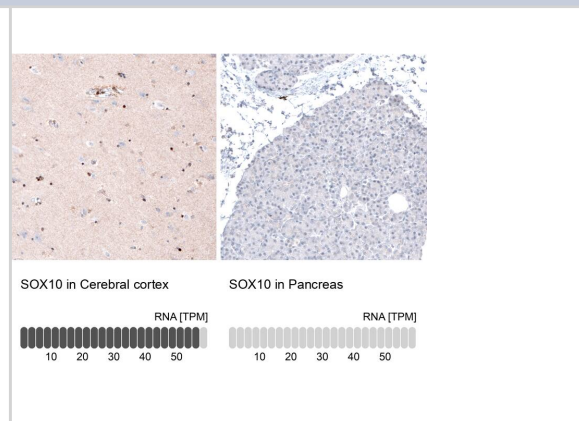 SOX10 in Cerebral cortex
SOX10 in Pancreas
RNA [TPM]
RNA [TPM]
10 20 30 40 50
10 20 30 40 50